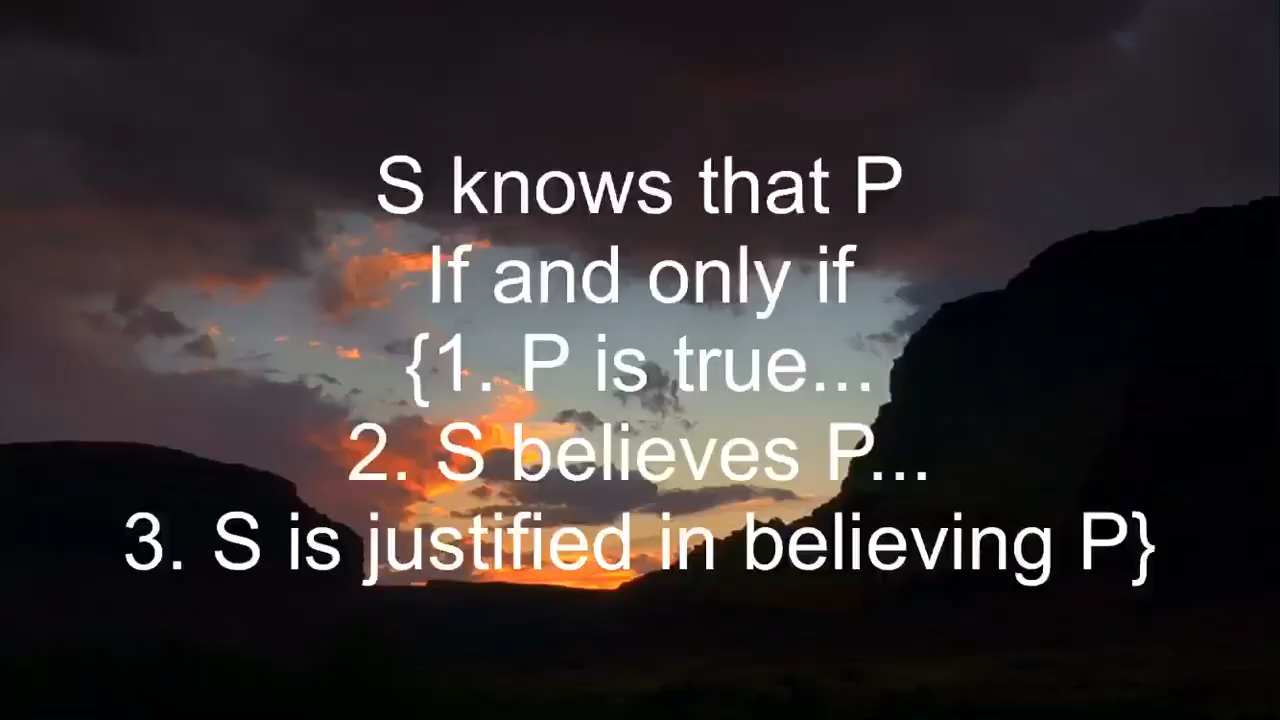 S knows that P
If and only if
{1. P is true...
2. S believes P...
3. S is justified in believing P}